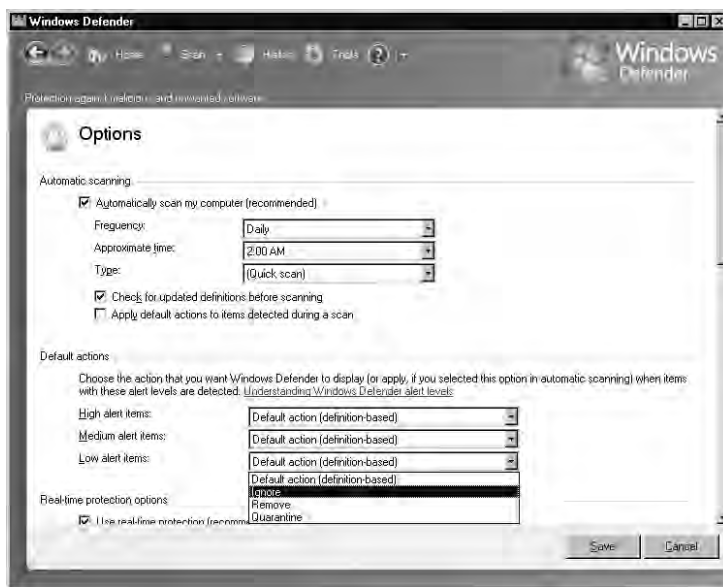 Windows Defender
Home Scan History Tools
Windows Defender
Protection against malicious and unwanted software
Options
Automatic scanning
Automatically scan my computer (recommended)
Frequency: Daily
Approximate time: 2:00 AM
Type: (Quick scan)
Check for updated definitions before scanning
Apply default actions to items detected during a scan
Default actions
Choose the action that you want Windows Defender to display (or apply, if you selected this option in automatic scanning) when items
with these alert levels are detected. Understanding Windows Defender alert levels
High alert items: Default action (definition-based)
Medium alert items: Default action (definition-based)
Low alert items: Default action (definition-based)
Default action (definition-based)
Ignore
Remove
Quarantine
Real-time protection options
Use real-time protection (recomm
Save Cancel